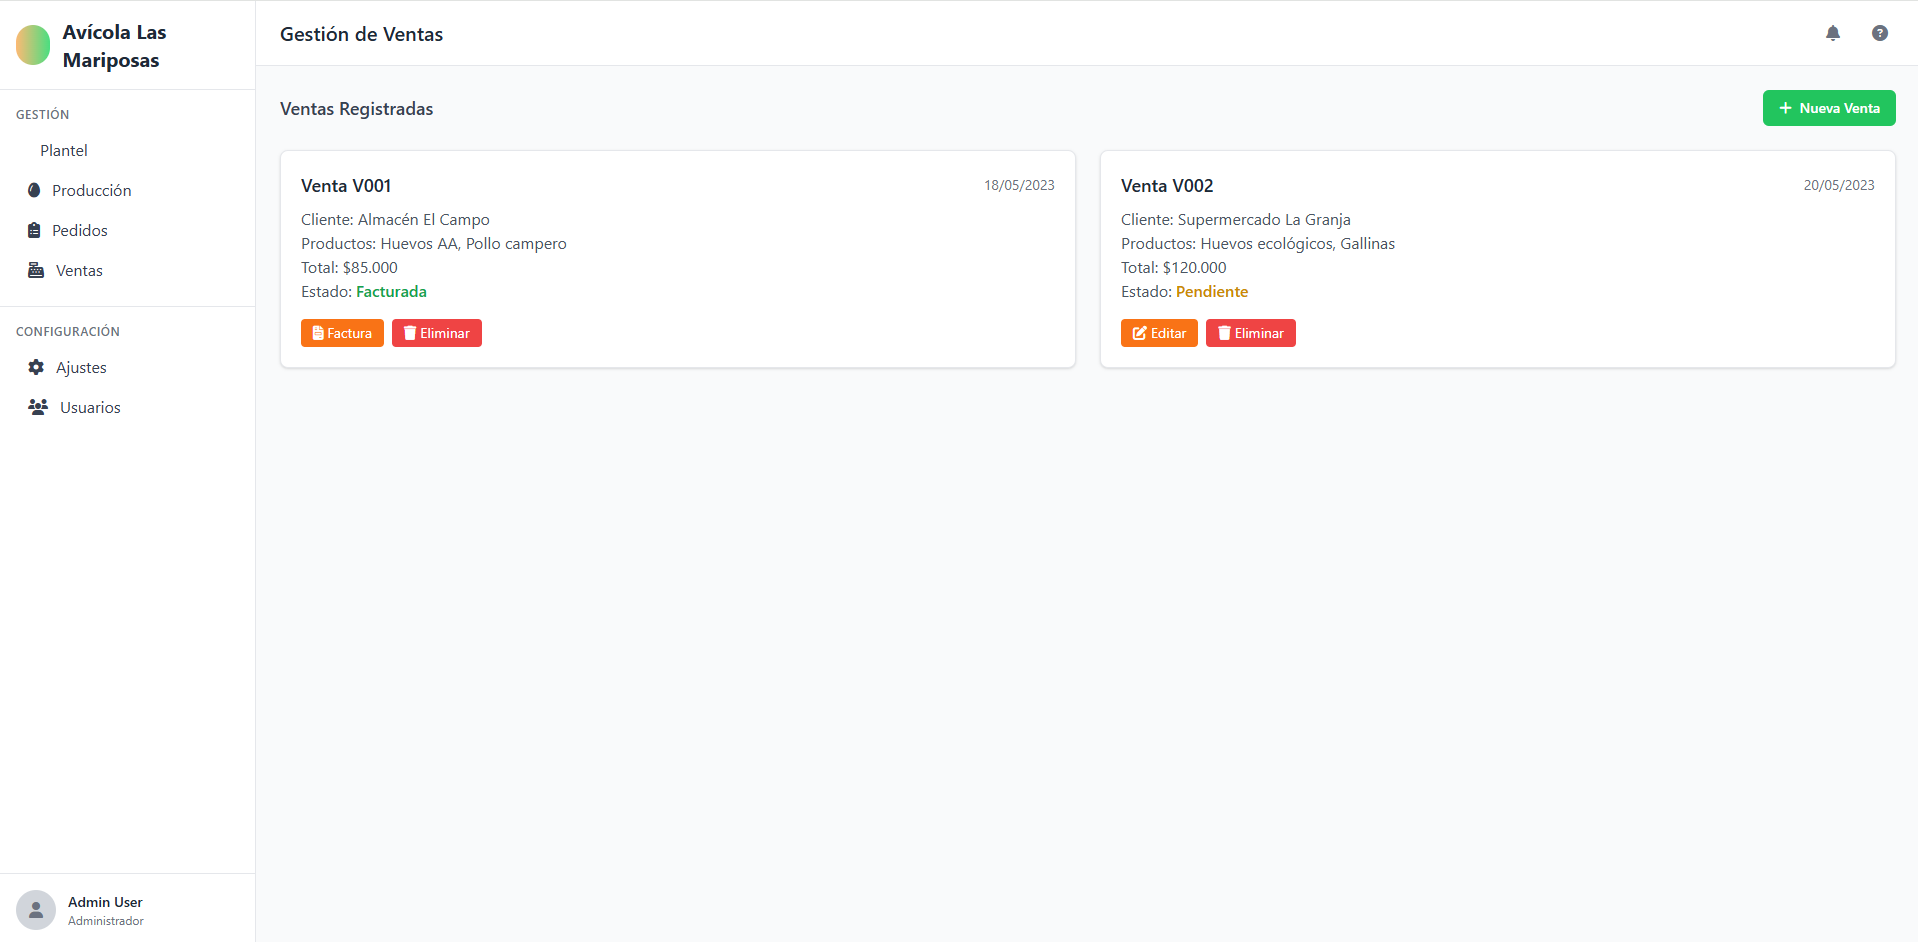 Avícola Las
Mariposas
GESTIÓN
Plantel
Producción
Pedidos
Ventas
CONFIGURACIÓN
Ajustes
Usuarios
Admin User
Administrador
Gestión de Ventas
Ventas Registradas
Nueva Venta
Venta V001
18/05/2023
Cliente: Almacén El Campo
Productos: Huevos AA, Pollo campero
Total: $85.000
Estado: Facturada
Factura
Eliminar
Venta V002
20/05/2023
Cliente: Supermercado La Granja
Productos: Huevos ecológicos, Gallinas
Total: $120.000
Estado: Pendiente
Editar
Eliminar